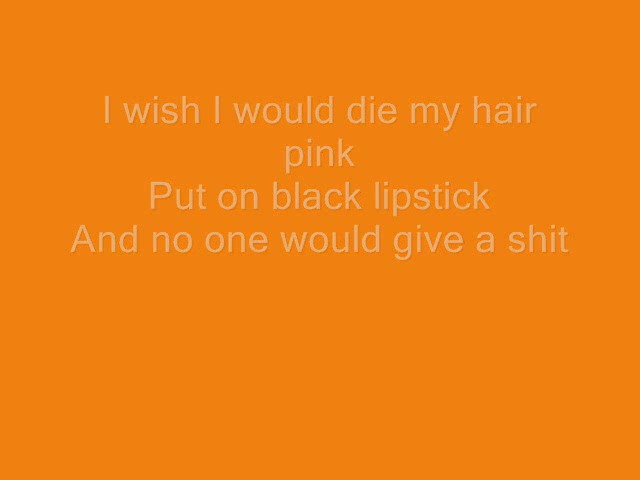 I wish I would die my hair
pink
Put on black lipstick
And no one would give a shit